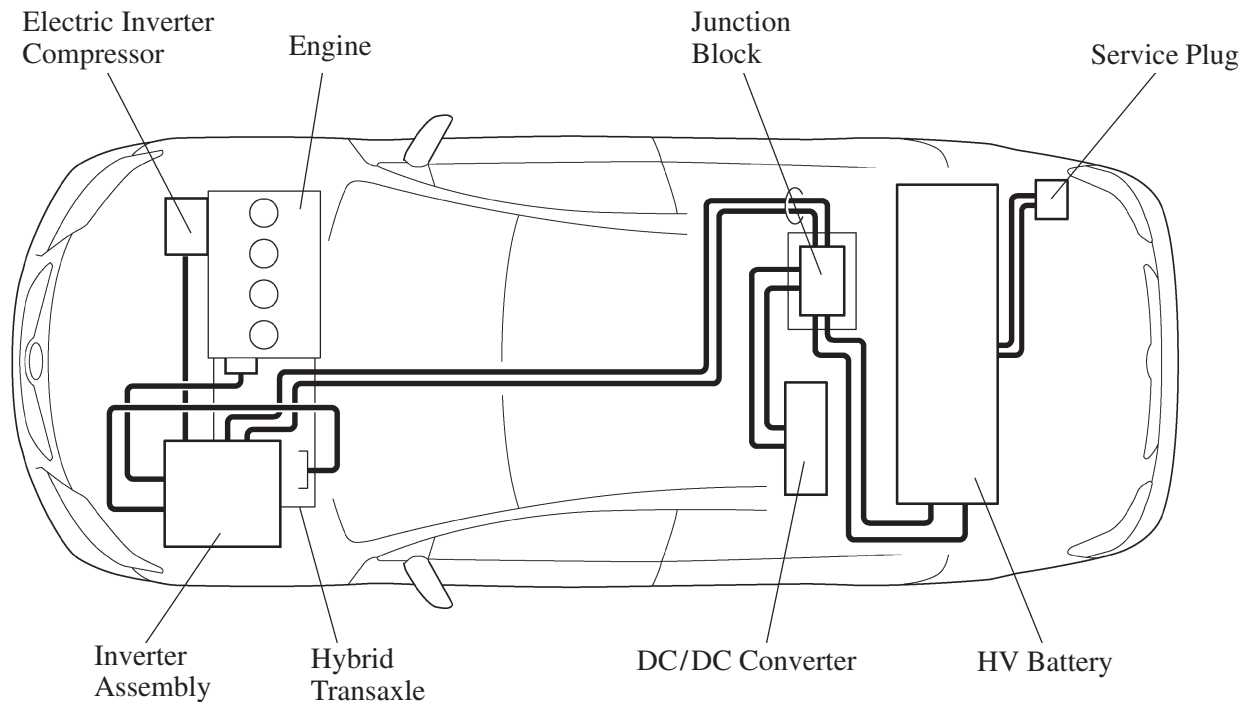 Electric Inverter
Compressor
Engine
Junction
Block
Service Plug
Inverter
Assembly
Hybrid
Transaxle
DC/DC Converter
HV Battery